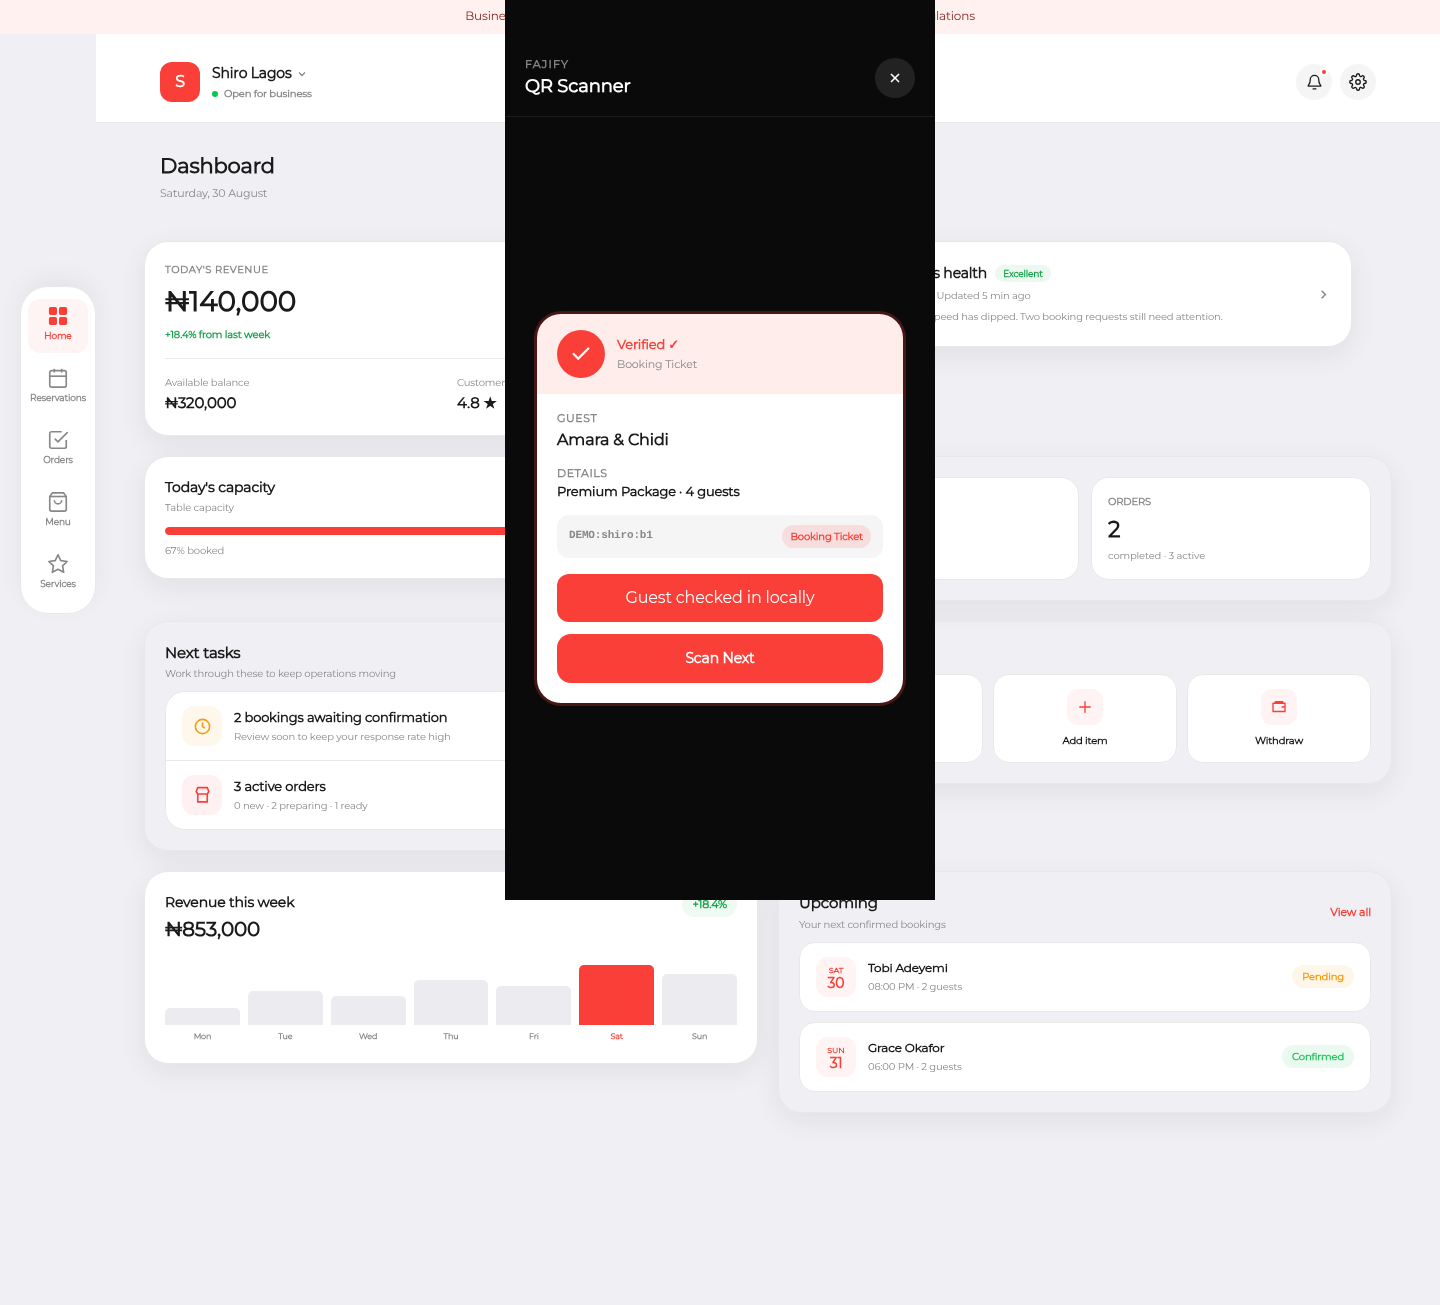 Busine
lations
S
Shiro Lagos
Open for business
FAJIFY
QR Scanner
Dashboard
Saturday, 30 August
TODAY'S REVENUE
₦140,000
+18.4% from last week
Available balance
₦320,000
Customer
4.8 ★
s health
Excellent
Updated 5 min ago
peed has dipped. Two booking requests still need attention.
Home
Reservations
Orders
Menu
Services
Verified ✓
Booking Ticket
GUEST
Amara & Chidi
DETAILS
Premium Package · 4 guests
DEMO:shiro:b1
Booking Ticket
Guest checked in locally
Scan Next
Today's capacity
Table capacity
67% booked
ORDERS
2
completed · 3 active
Next tasks
Work through these to keep operations moving
2 bookings awaiting confirmation
Review soon to keep your response rate high
3 active orders
0 new · 2 preparing · 1 ready
Add item
Withdraw
Revenue this week
₦853,000
+18.4%
Mon
Tue
Wed
Thu
Fri
Sat
Sun
Upcoming
Your next confirmed bookings
View all
SAT
30
Tobi Adeyemi
08:00 PM · 2 guests
Pending
SUN
31
Grace Okafor
06:00 PM · 2 guests
Confirmed